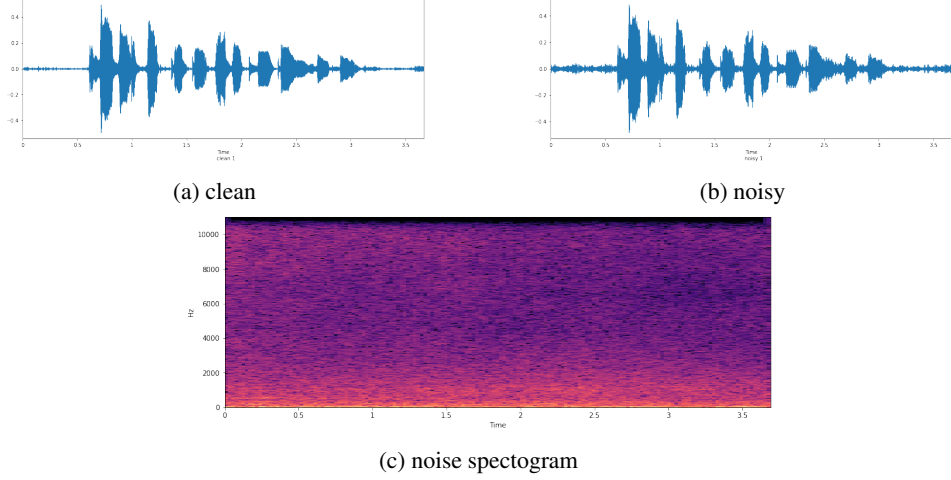 0.4
0.2
0.0
−0.2
−0.4
0 0.5 1 1.5 2 2.5 3 3.5
Time
clean 1
(a) clean
0.4
0.2
0.0
−0.2
−0.4
0 0.5 1 1.5 2 2.5 3 3.5
Time
noisy 1
(b) noisy
10000
8000
6000
4000
2000
0
Hz
0 0.5 1 1.5 2 2.5 3 3.5
Time
(c) noise spectogram